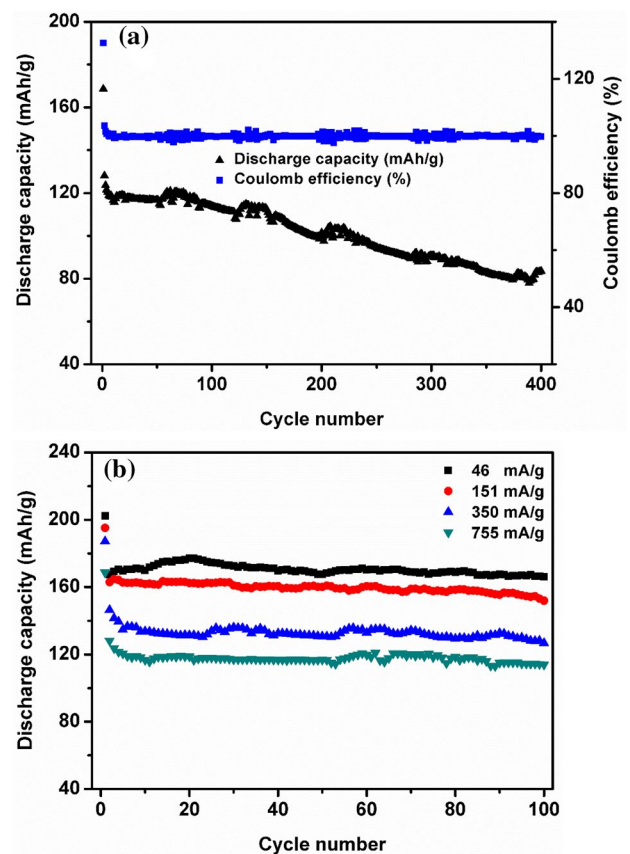 (a)
200
160
120
80
40
Discharge capacity (mAh/g)
Discharge capacity (mAh/g)
Coulomb efficiency (%)
120
80
40
Coulomb efficiency (%)
0 100 200 300 400
Cycle number
(b)
240
200
160
120
80
40
Discharge capacity (mAh/g)
46 mA/g
151 mA/g
350 mA/g
755 mA/g
0 20 40 60 80 100
Cycle number